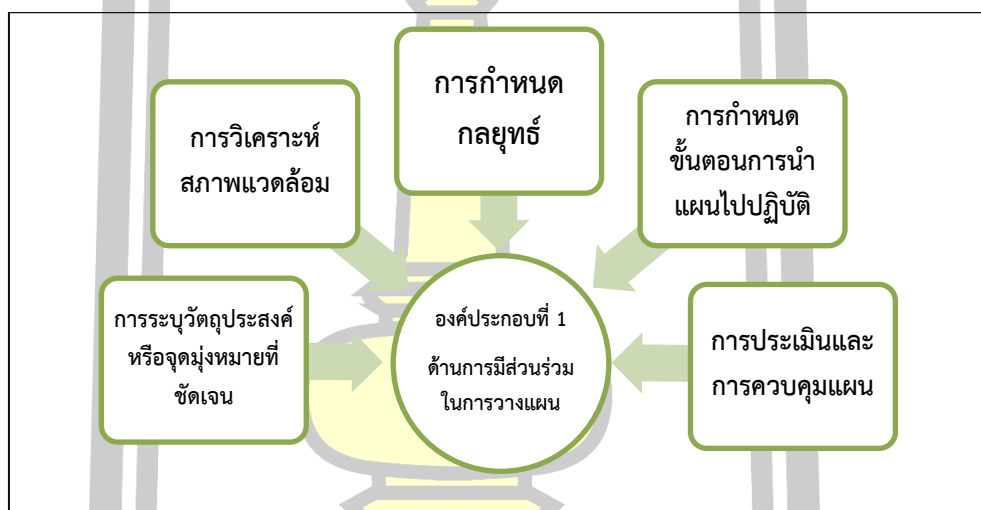 การกำหนด
กลยุทธ์
การวิเคราะห์
สภาพแวดล้อม
การกำหนด
ขั้นตอนการนำ
แผนไปปฏิบัติ
การระบุวัตถุประสงค์
หรือจุดมุ่งหมายที่
ชัดเจน
องค์ประกอบที่ 1
ด้านการมีส่วนร่วม
ในการวางแผน
การประเมินและ
การควบคุมแผน